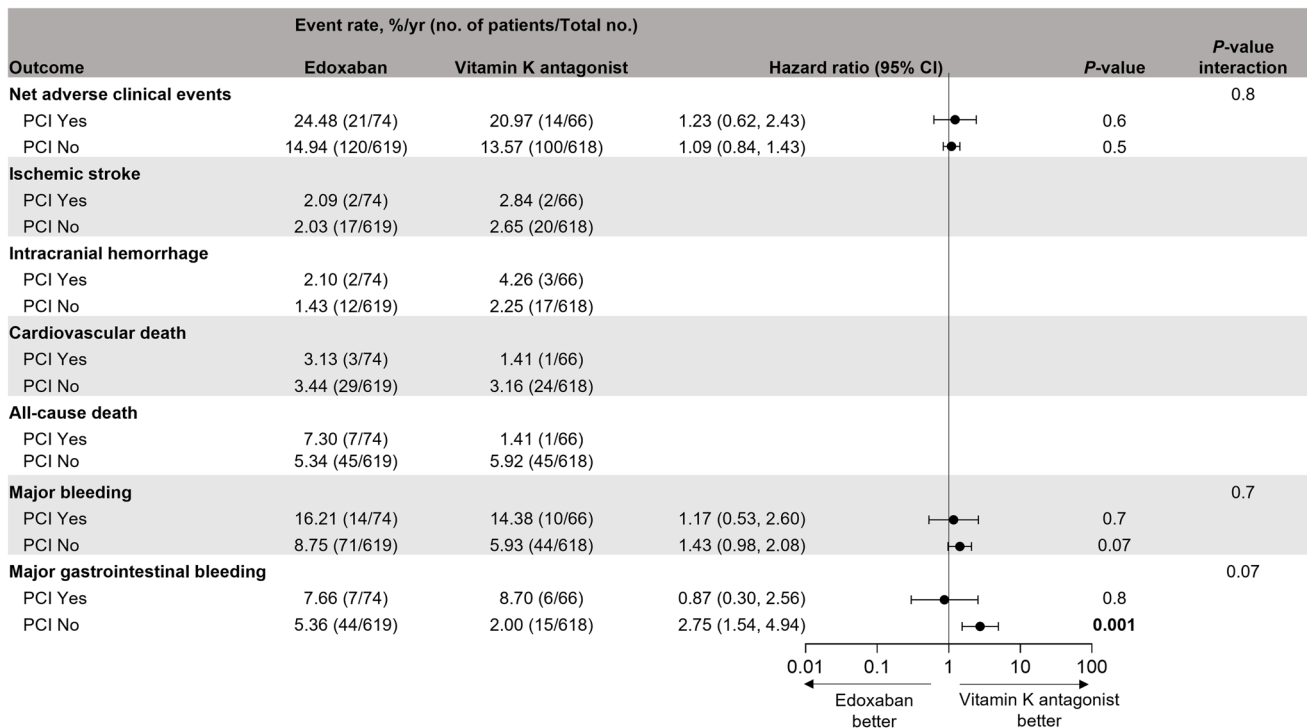 Event rate, %/yr (no. of patients/Total no.)
Outcome Edoxaban Vitamin K antagonist Hazard ratio (95% CI) P-value P-value interaction
Net adverse clinical events 0.8
PCI Yes 24.48 (21/74) 20.97 (14/66) 1.23 (0.62, 2.43) 0.6
PCI No 14.94 (120/619) 13.57 (100/618) 1.09 (0.84, 1.43) 0.5
Ischemic stroke
PCI Yes 2.09 (2/74) 2.84 (2/66)
PCI No 2.03 (17/619) 2.65 (20/618)
Intracranial hemorrhage
PCI Yes 2.10 (2/74) 4.26 (3/66)
PCI No 1.43 (12/619) 2.25 (17/618)
Cardiovascular death
PCI Yes 3.13 (3/74) 1.41 (1/66)
PCI No 3.44 (29/619) 3.16 (24/618)
All-cause death
PCI Yes 7.30 (7/74) 1.41 (1/66)
PCI No 5.34 (45/619) 5.92 (45/618)
Major bleeding 0.7
PCI Yes 16.21 (14/74) 14.38 (10/66) 1.17 (0.53, 2.60) 0.7
PCI No 8.75 (71/619) 5.93 (44/618) 1.43 (0.98, 2.08) 0.07
Major gastrointestinal bleeding 0.07
PCI Yes 7.66 (7/74) 8.70 (6/66) 0.87 (0.30, 2.56) 0.8
PCI No 5.36 (44/619) 2.00 (15/618) 2.75 (1.54, 4.94) 0.001
0.01 0.1 1 10 100
Edoxaban better
Vitamin K antagonist better